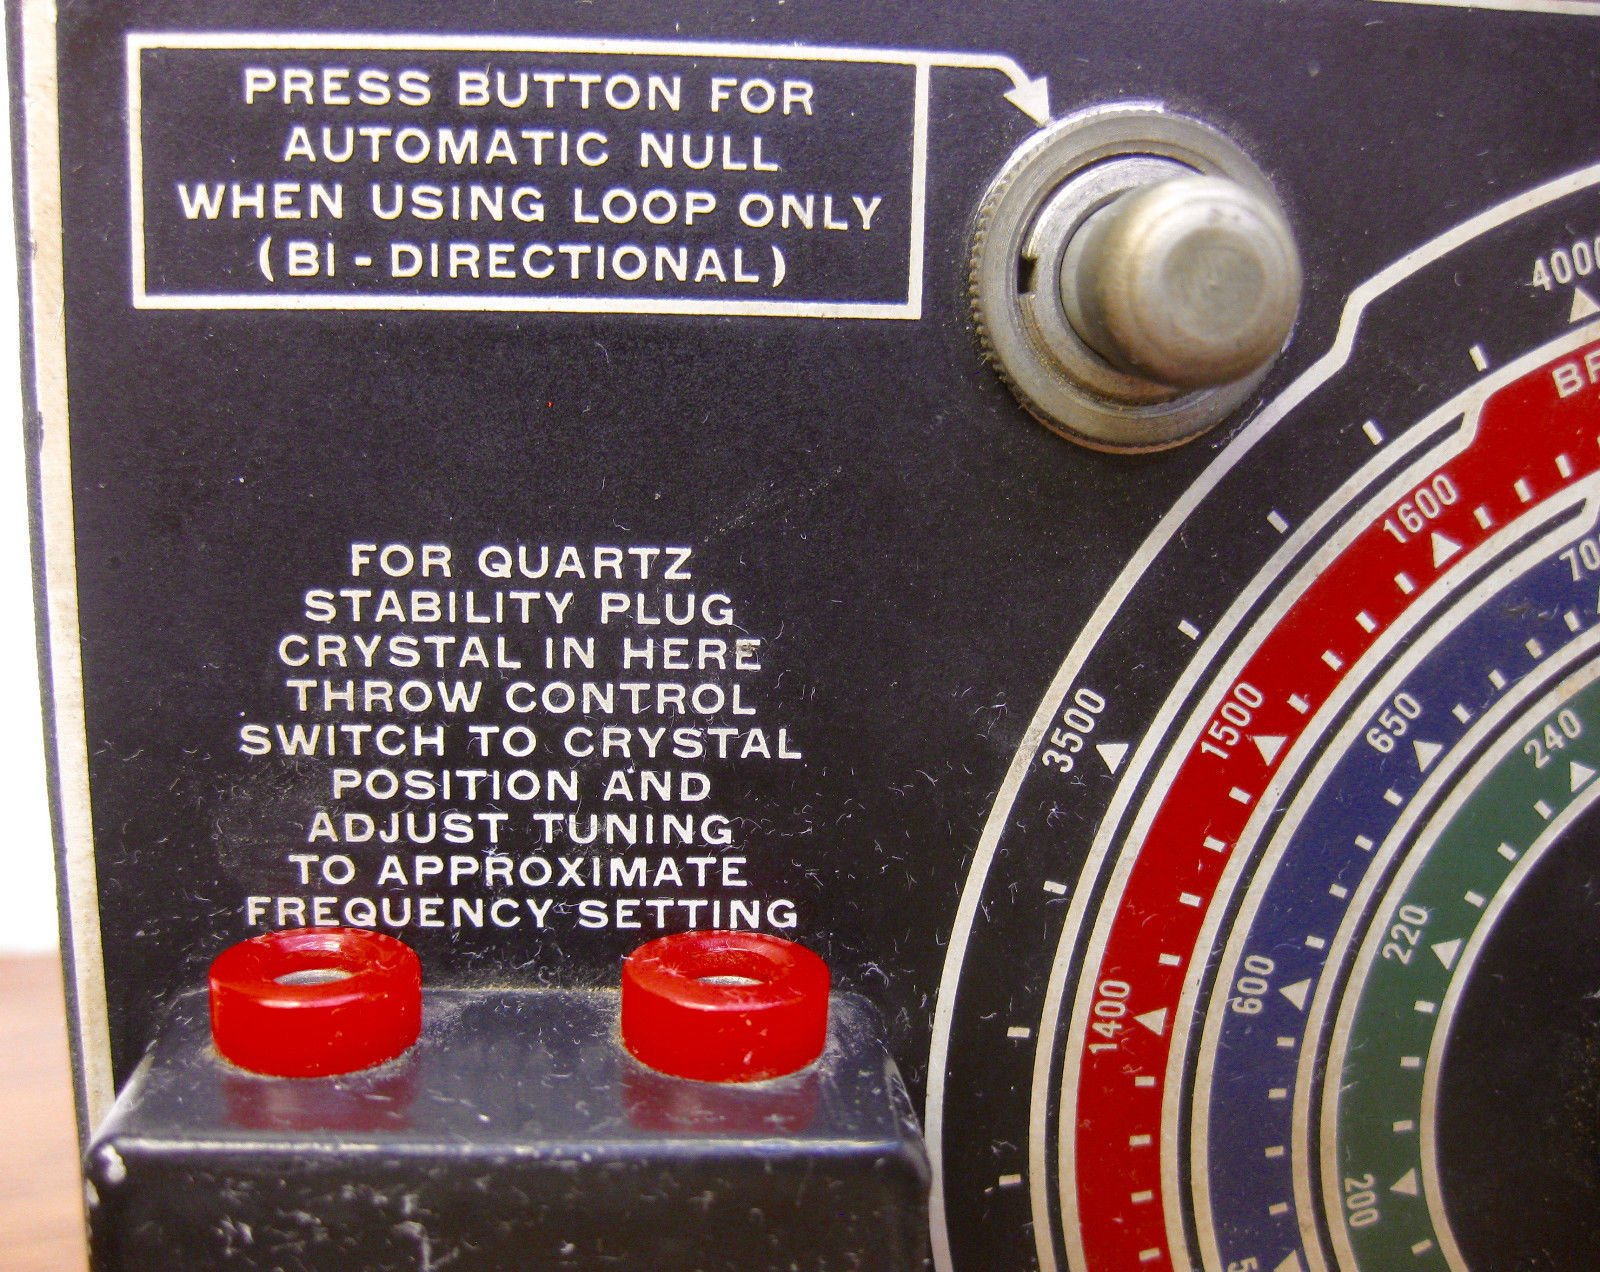 PRESS BUTTON FOR
AUTOMATIC NULL
WHEN USING LOOP ONLY
(BI - DIRECTIONAL)
FOR QUARTZ
STABILITY PLUG
CRYSTAL IN HERE
THROW CONTROL
SWITCH TO CRYSTAL
POSITION AND
ADJUST TUNING
TO APPROXIMATE
FREQUENCY SETTING
4000
3500
1600
1500
1400
650
600
240
220
200